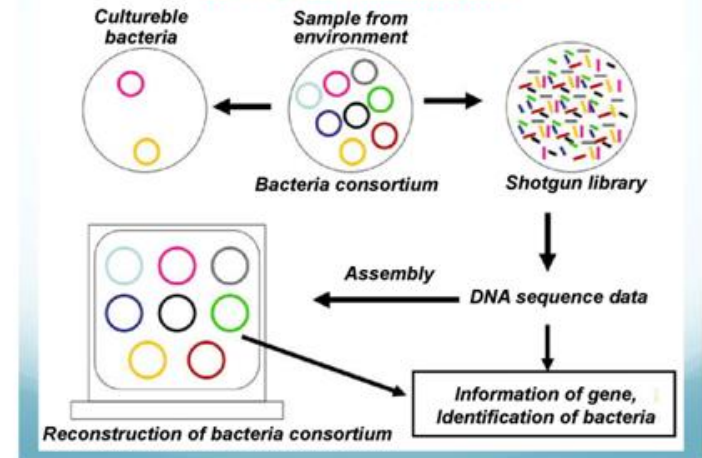 Cultureble
bacteria
Sample from
environment
Bacteria consortium
Shotgun library
Assembly
DNA sequence data
Information of gene,
Identification of bacteria
Reconstruction of bacteria consortium